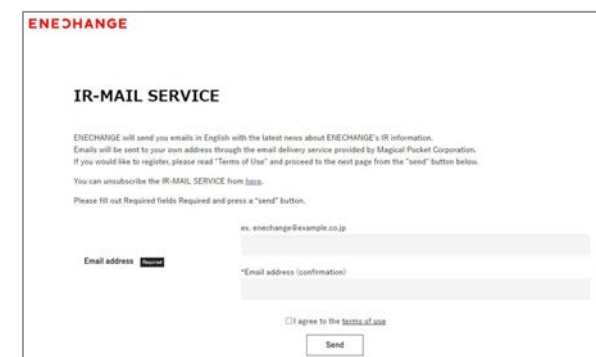 ENECHANGE
IR-MAIL SERVICE
ENECHANGE will send you emails in English with the latest news about ENECHANGE's IR information.
Emails will be sent to your own address through the email delivery service provided by Magical Pocket Corporation.
If you would like to register, please read "Terms of Use" and proceed to the next page from the "send" button below.
You can unsubscribe the IR-MAIL SERVICE from here.
Please fill out Required fields Required and press a "send" button.
ex. enechange@example.co.jp
Email address Required
*Email address (confirmation)
I agree to the terms of use
Send